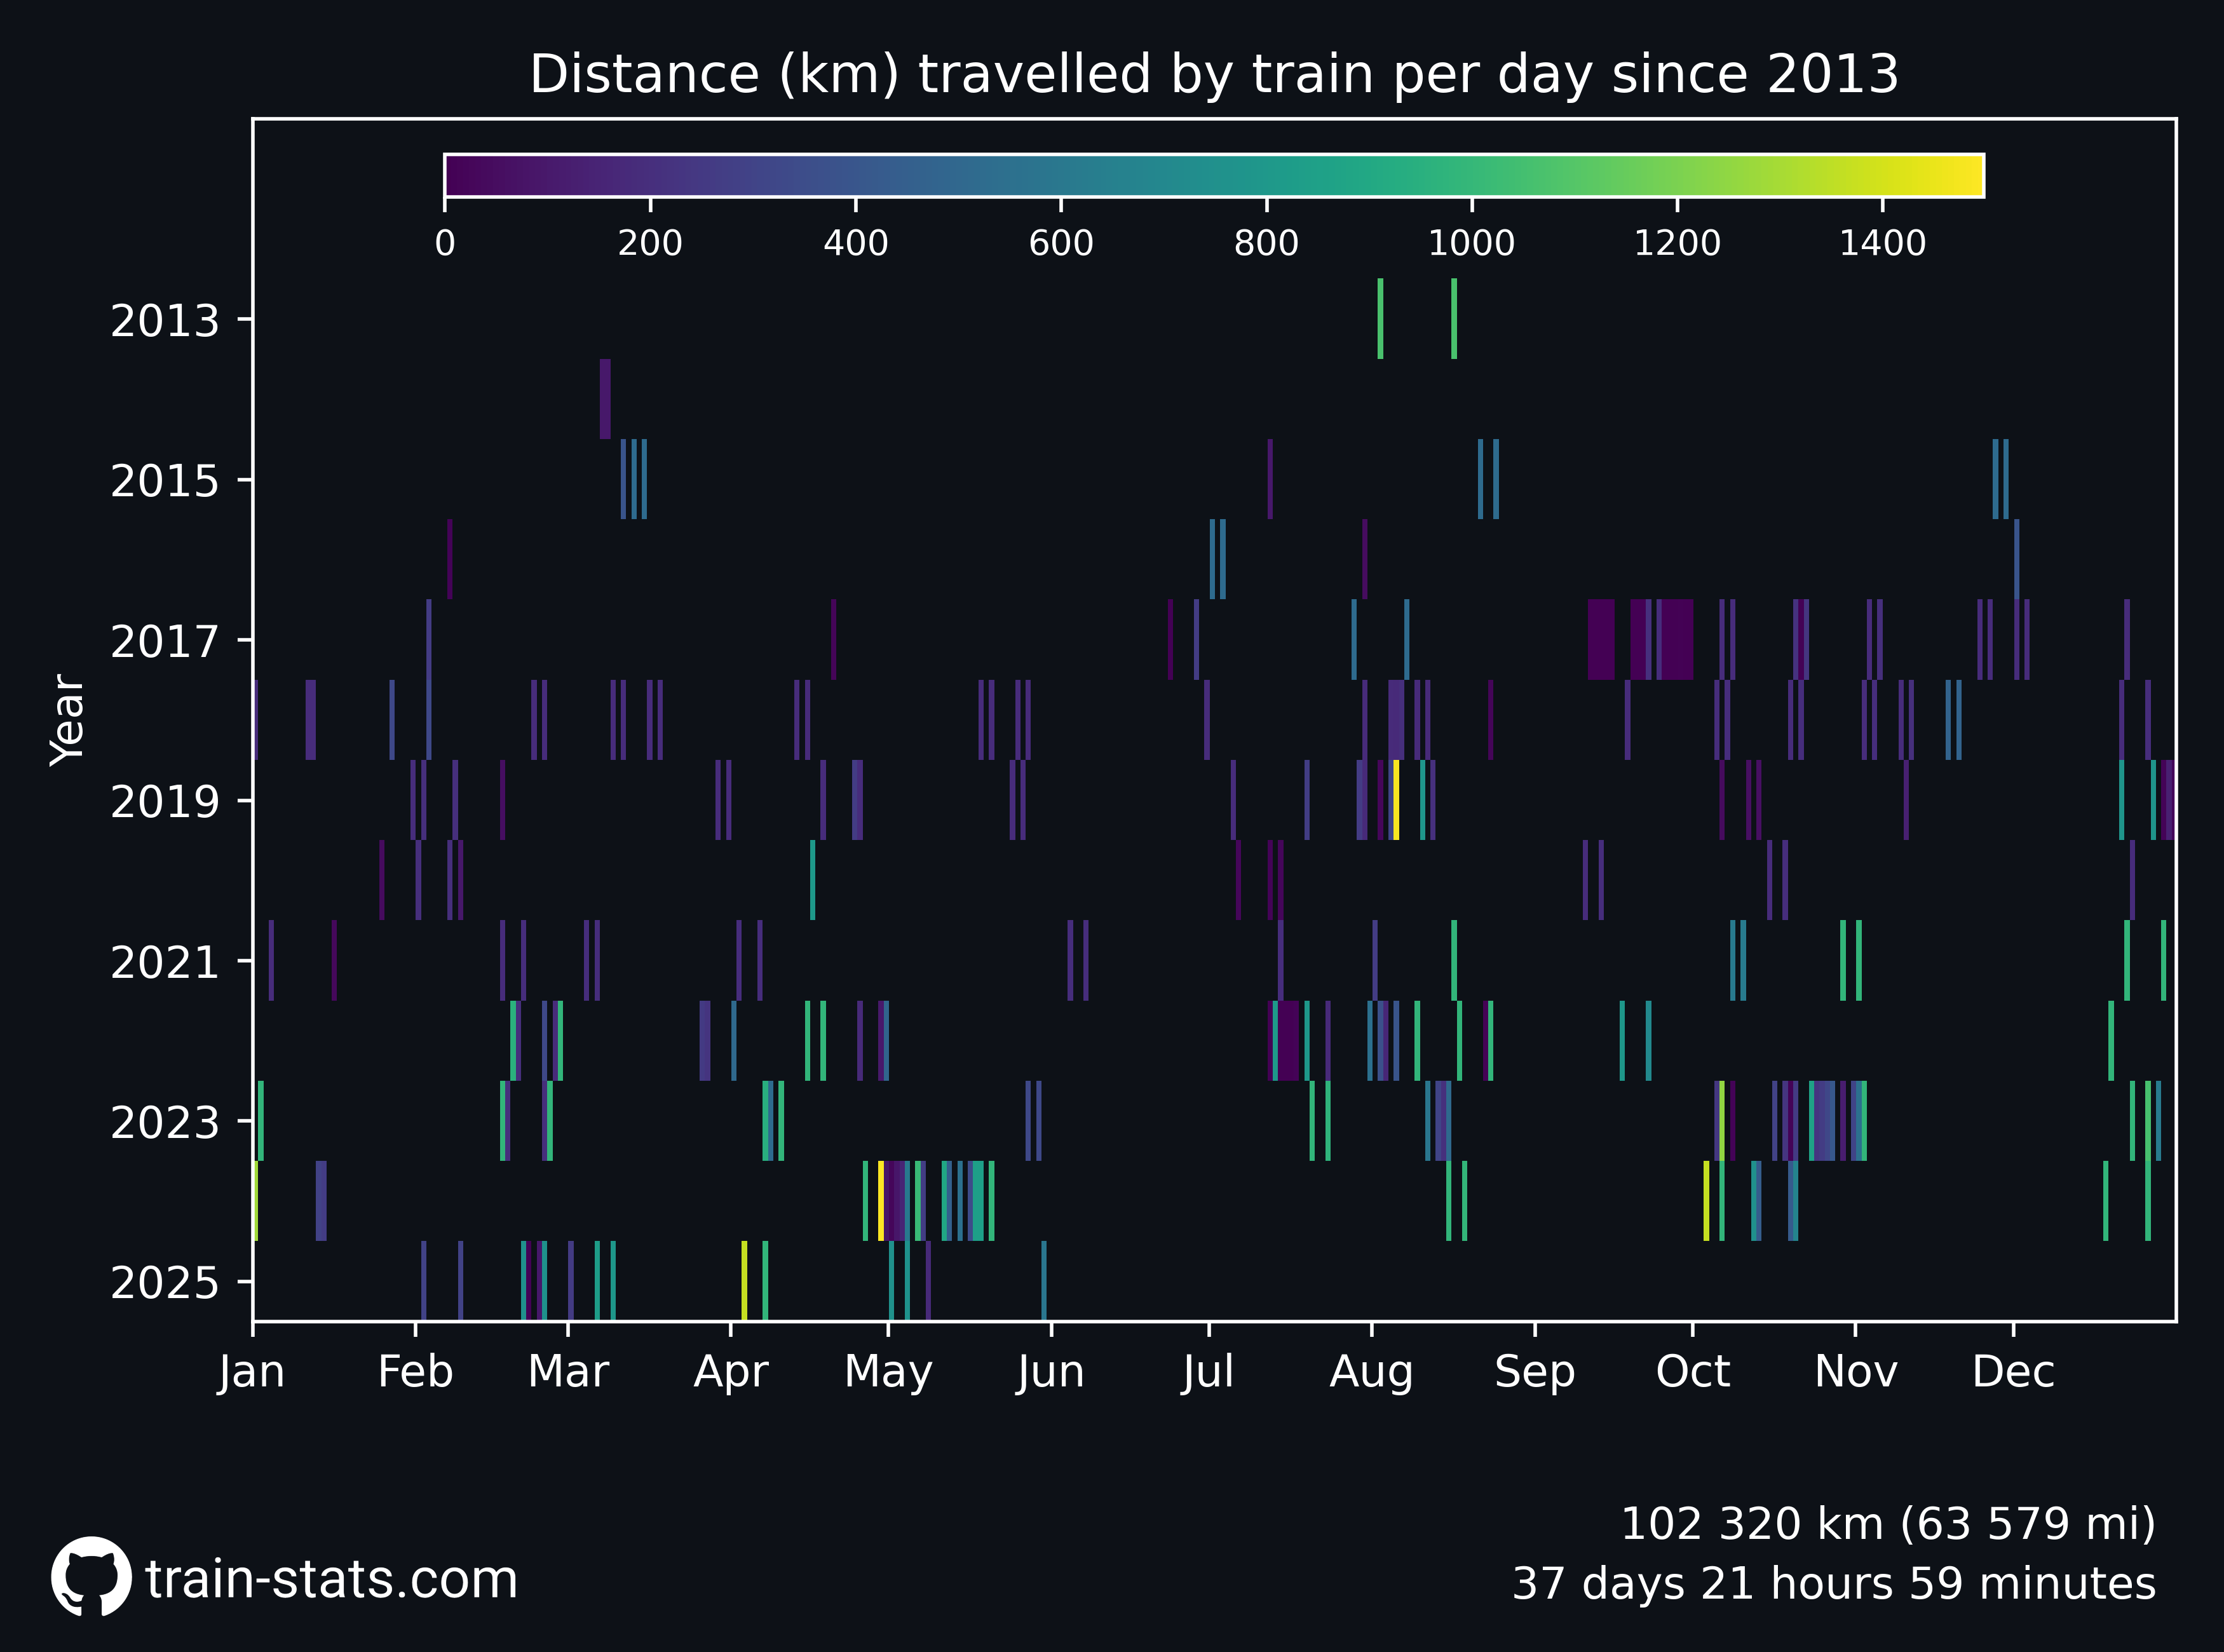 Distance (km) travelled by train per day since 2013
0 200 400 600 800 1000 1200 1400
2013
2015
2017
2019
2021
2023
2025
Year
Jan Feb Mar Apr May Jun Jul Aug Sep Oct Nov Dec
102 320 km (63 579 mi)
37 days 21 hours 59 minutes
train-stats.com